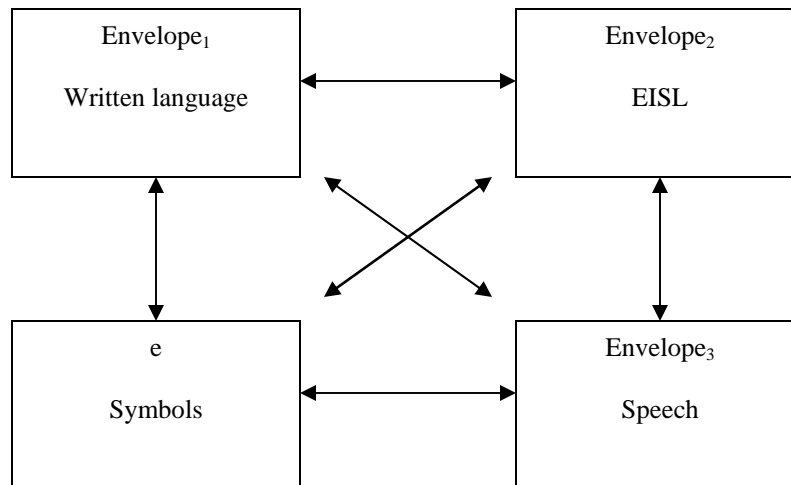 Envelope₁
Written language
Envelope₂
EISL
e
Symbols
Envelope₃
Speech